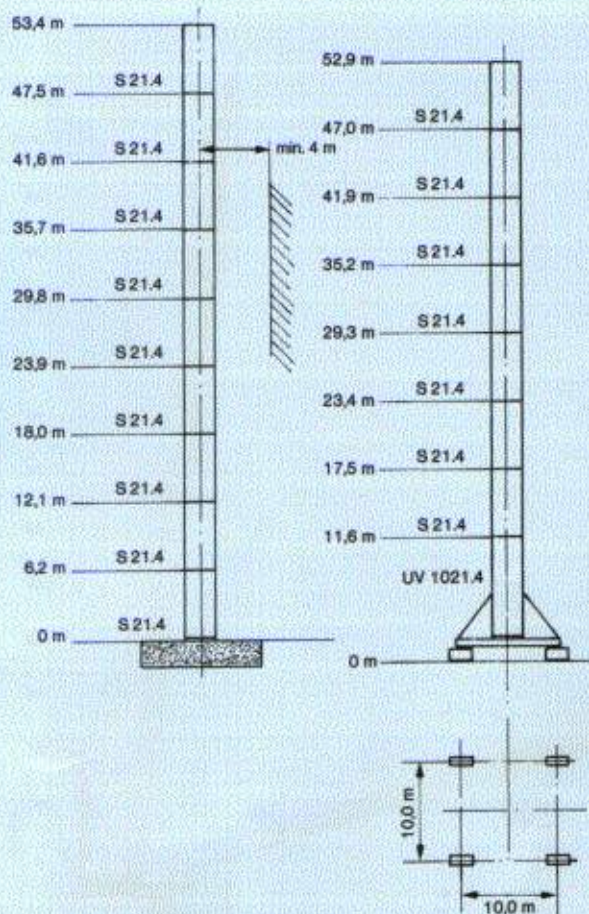 53,4 m
S 21.4
47,5 m
S 21.4
41,6 m
min. 4 m
S 21.4
35,7 m
S 21.4
29,8 m
S 21.4
23,9 m
S 21.4
18,0 m
S 21.4
12,1 m
S 21.4
6,2 m
S 21.4
0 m
52,9 m
S 21.4
47,0 m
S 21.4
41,9 m
S 21.4
35,2 m
S 21.4
29,3 m
S 21.4
23,4 m
S 21.4
17,5 m
S 21.4
11,6 m
UV 1021.4
0 m
10,0 m
10,0 m